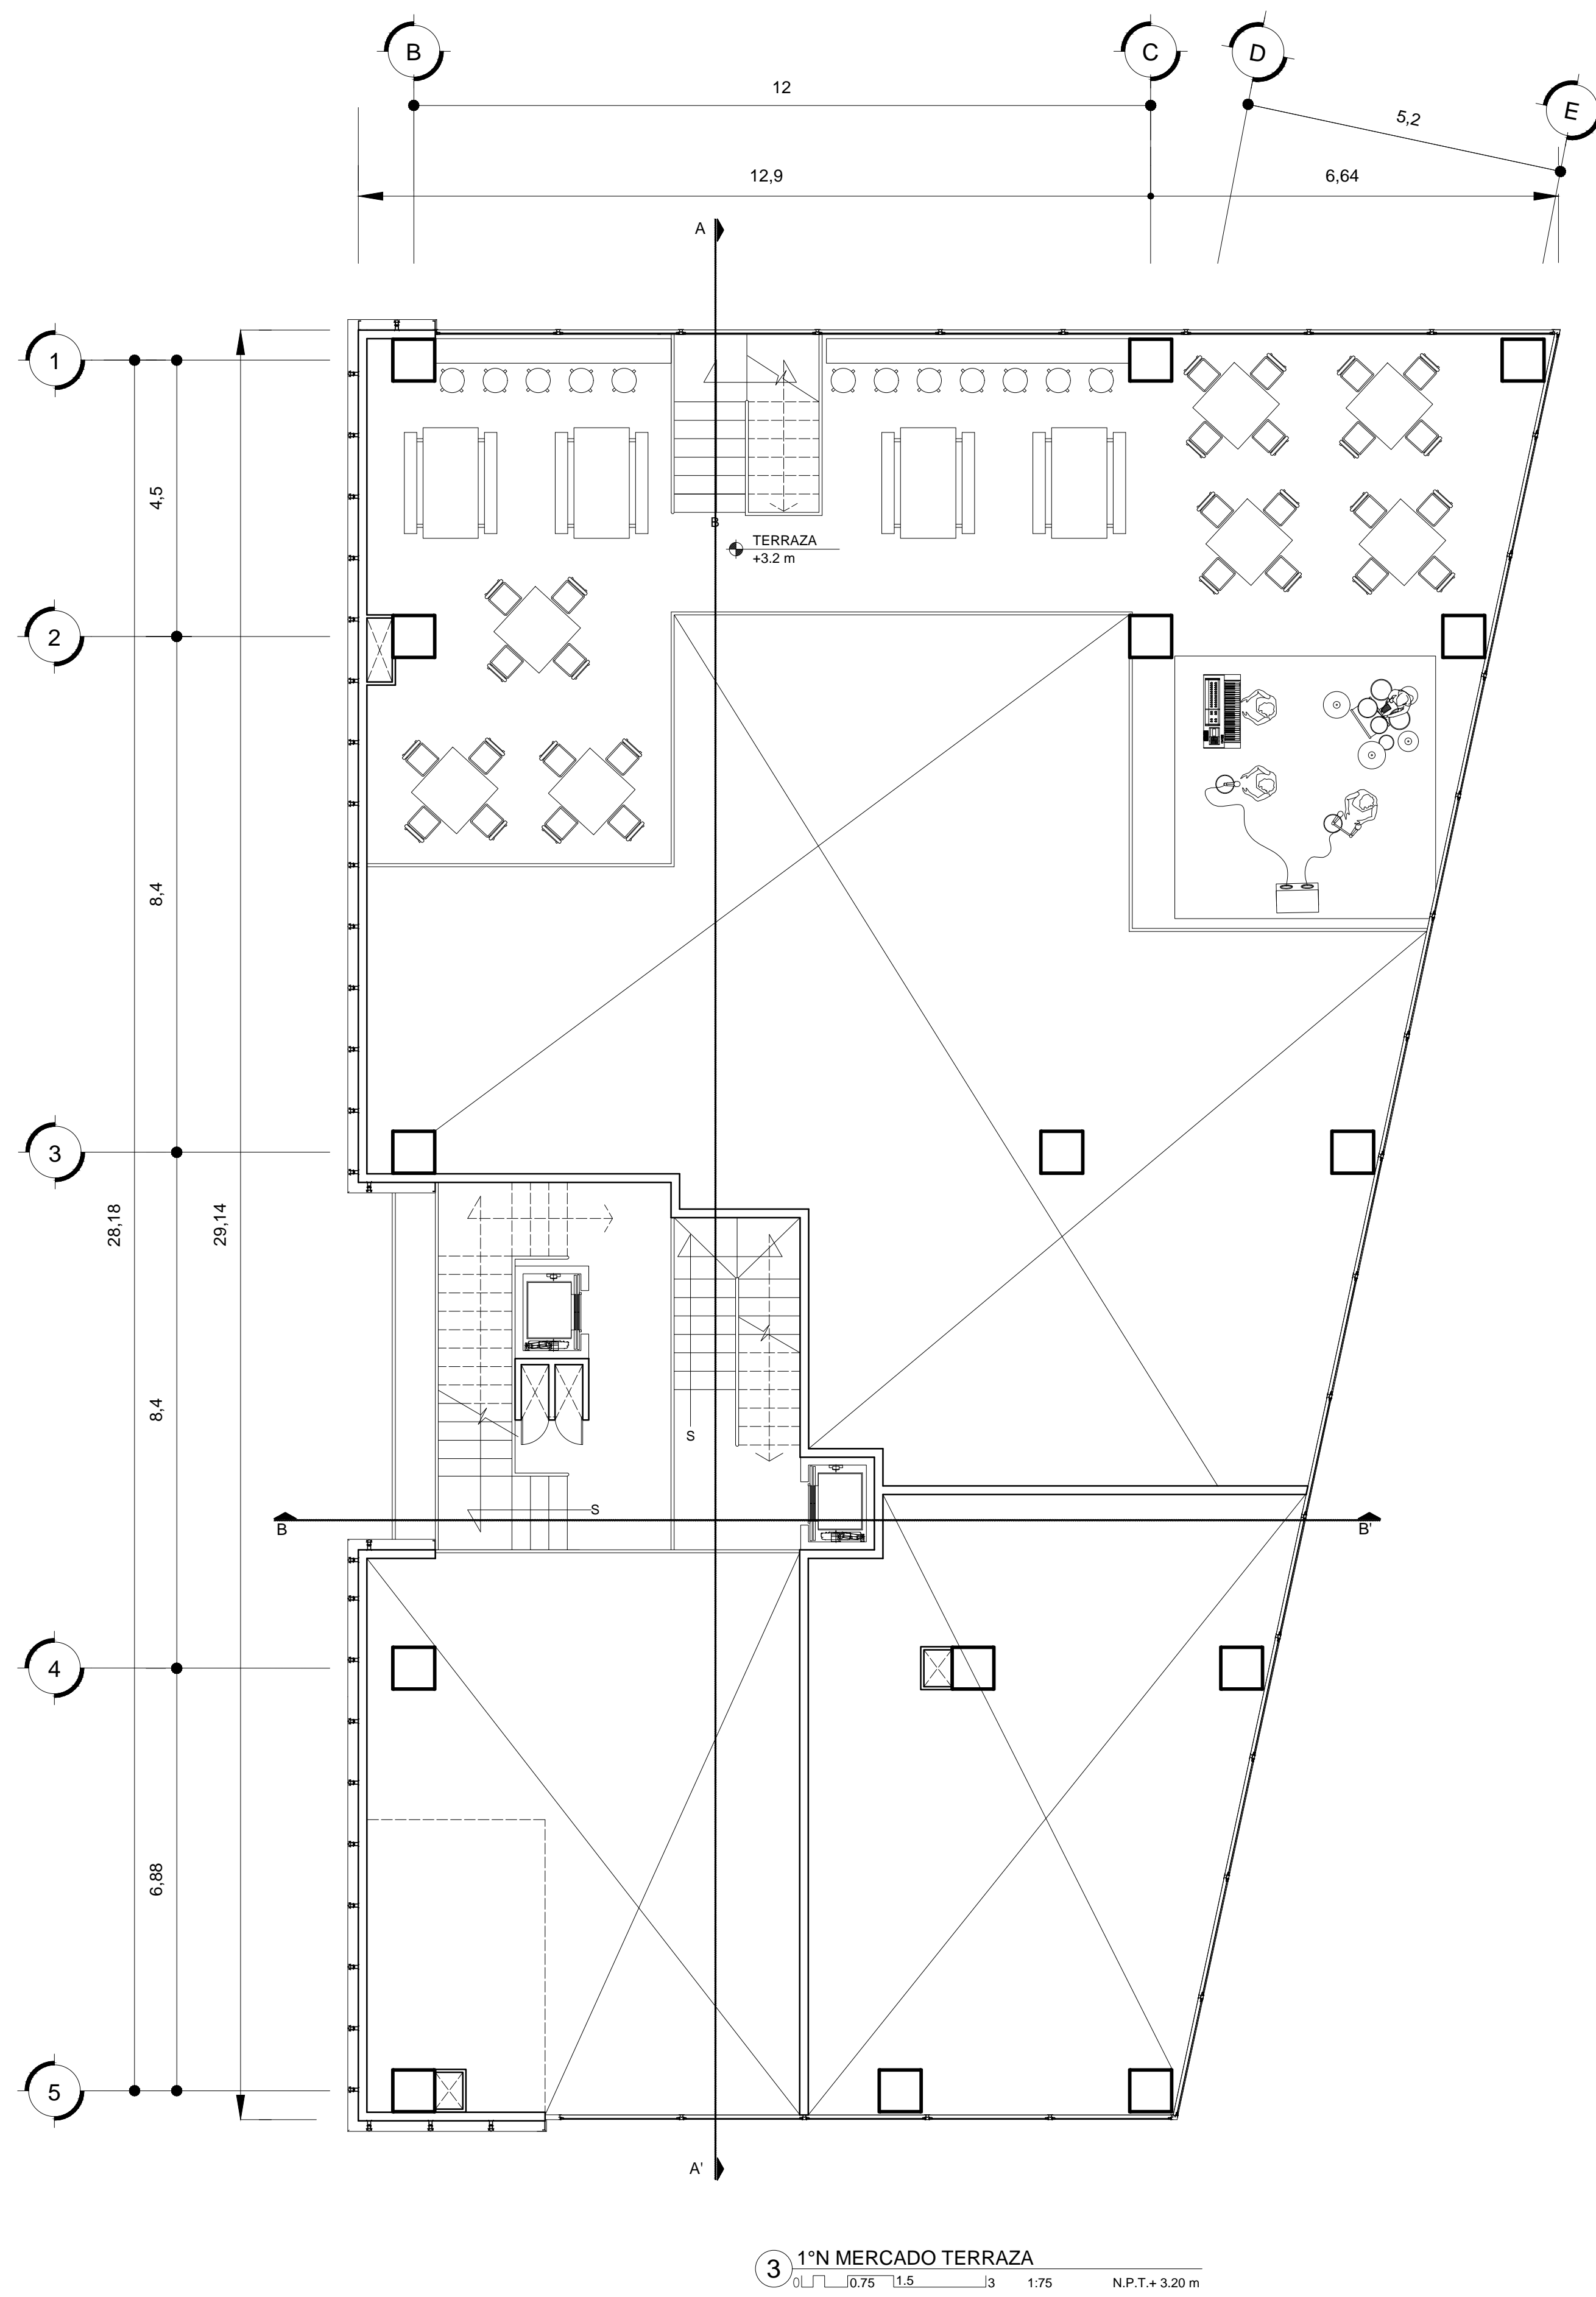 B
C
D
E
12
5,2
12,9
6,64
A
1
4,5
B
TERRAZA
+3.2 m
2
8,4
3
28,18
29,14
8,4
S
S
B
B'
4
6,88
5
A'
3
1°N MERCADO TERRAZA
0
0.75
1.5
3
1:75
N.P.T.+ 3.20 m